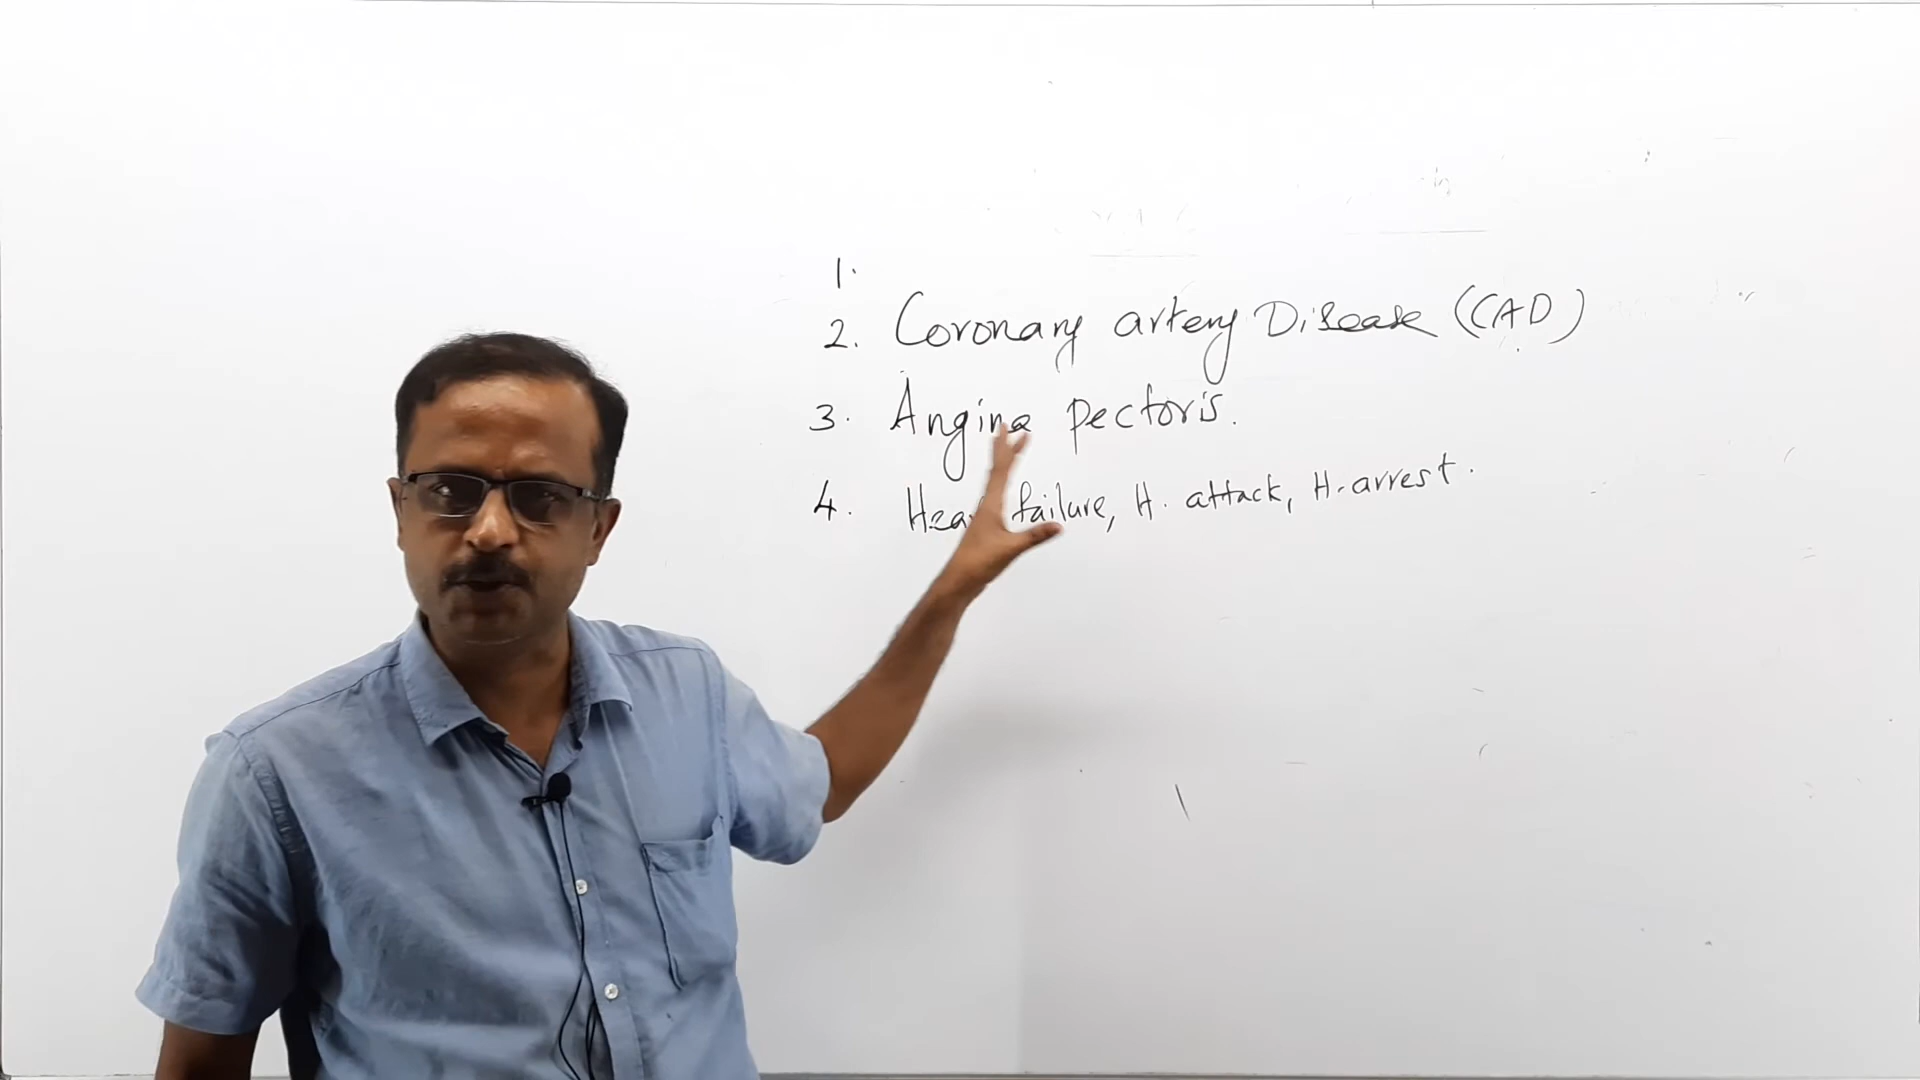 1.
2. Coronary artery Disease (CAD)
3. Angina pectoris.
4. Heart failure, H. attack, H. arrest.